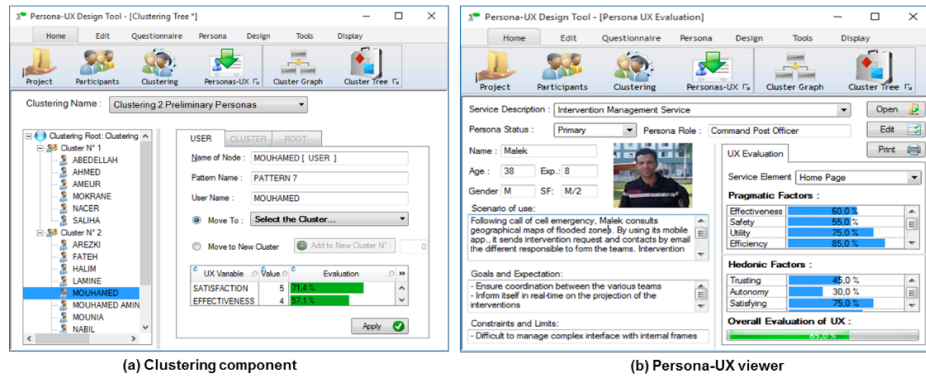 Persona-UX Design Tool - [Clustering Tree *]
Home Edit Questionnaire Persona Design Tools Display
Project Participants Clustering Personas-UX Cluster Graph Cluster Tree
Clustering Name : Clustering 2 Preliminary Personas
Clustering Root: Clustering
Cluster N° 1
ABEDELLAH
AHMED
AMEUR
MOKRANE
NACER
SALIHA
Cluster N° 2
AREZKI
FATEH
HALIM
LAMINE
MOUHAMED
MOUHAMED AMIN
MOUNIA
NABIL
USER CLUSTER ROOT
Name of Node : MOUHAMED [ USER ]
Pattern Name : PATTERN 7
User Name : MOUHAMED
Move To : Select the Cluster...
Move to New Cluster Add to New Cluster N° : 0
UX Variable Value Evaluation
SATISFACTION 5 71,4 %
EFFECTIVENESS 4 57,1 %
Apply
(a) Clustering component
Persona-UX Design Tool - [Persona UX Evaluation]
Home Edit Questionnaire Persona Design Tools Display
Project Participants Clustering Personas-UX Cluster Graph Cluster Tree
Service Description : Intervention Management Service
Open
Persona Status : Primary Persona Role : Command Post Officer
Edit
Print
Name : Malek
Age : 38 Exp.: 8
Gender M SF: M/2
Scenario of use:
Following call of cell emergency, Malek consults
geographical maps of flooded zone. By using its mobile
app., it sends intervention request and contacts by email
the different responsible to form the teams. Intervention
Goals and Expectation:
- Ensure coordination between the various teams
- Inform itself in real-time on the projection of the
interventions
Constraints and Limits:
- Difficult to manage complex interface with internal frames
UX Evaluation
Service Element Home Page
Pragmatic Factors :
Effectiveness 60,0 %
Safety 55,0 %
Utility 75,0 %
Efficiency 85,0 %
Hedonic Factors :
Trusting 45,0 %
Autonomy 30,0 %
Satisfying 75,0 %
Overall Evaluation of UX :
65.0 %
(b) Persona-UX viewer